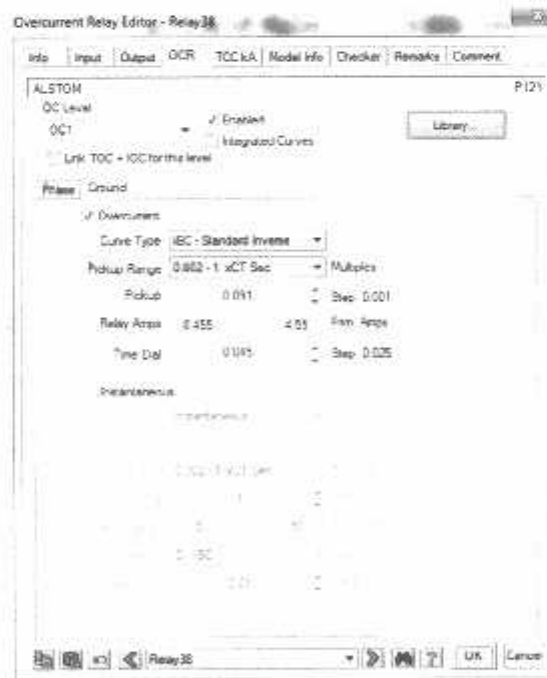 Overcurrent Relay Editor - Relay38
Info Input Output OCR TCC kA Model Info Checker Remarks Comment
ALSTOM P121
OC Level
OC1
Enabled
Library...
Integrated Curves
Link TOC + IOC for this level
Phase Ground
Overcurrent
Curve Type IEC - Standard Inverse
Pickup Range 0.002 - 1 xCT Sec Multiples
Pickup 0.091 Step 0.001
Relay Amps 0.455 4.55 Prim. Amps
Time Dial Step 0.025
Instantaneous
Relay38
OK Cancel